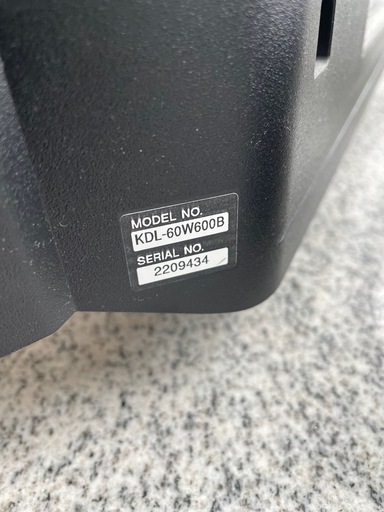 MODEL NO.
KDL-60W600B
SERIAL NO.
2209434